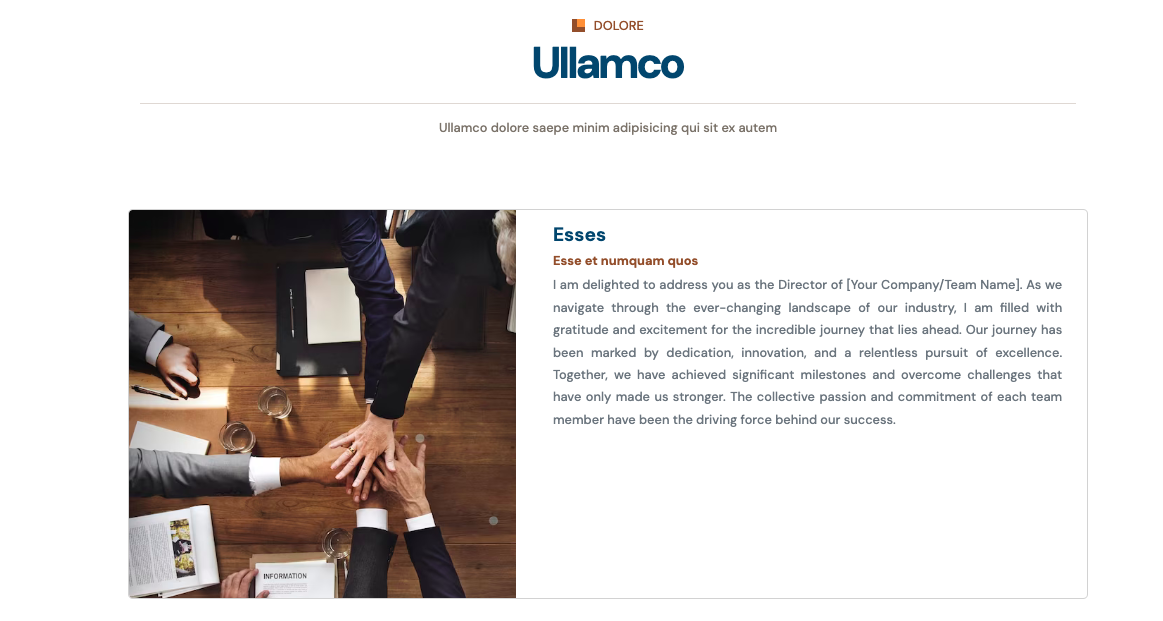 DOLORE
Ullamco
Ullamco dolore saepe minim adipisicing qui sit ex autem
Esses
Esse et numquam quos
I am delighted to address you as the Director of [Your Company/Team Name]. As we
navigate through the ever-changing landscape of our industry, I am filled with
gratitude and excitement for the incredible journey that lies ahead. Our journey has
been marked by dedication, innovation, and a relentless pursuit of excellence.
Together, we have achieved significant milestones and overcome challenges that
have only made us stronger. The collective passion and commitment of each team
member have been the driving force behind our success.
INFORMATION